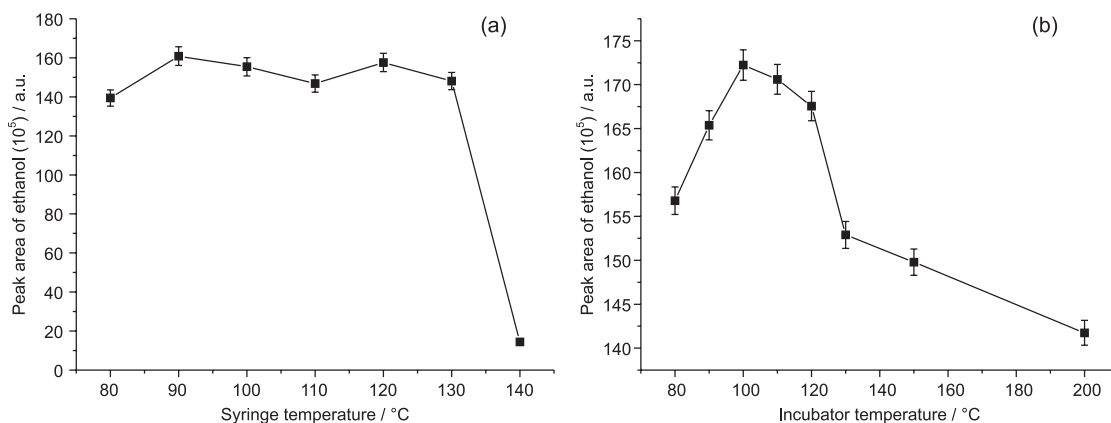 (a)
Peak area of ethanol (10⁵) / a.u.
180
160
140
120
100
80
60
40
20
0
80 90 100 110 120 130 140
Syringe temperature / °C
(b)
Peak area of ethanol (10⁵) / a.u.
175
170
165
160
155
150
145
140
80 100 120 140 160 180 200
Incubator temperature / °C